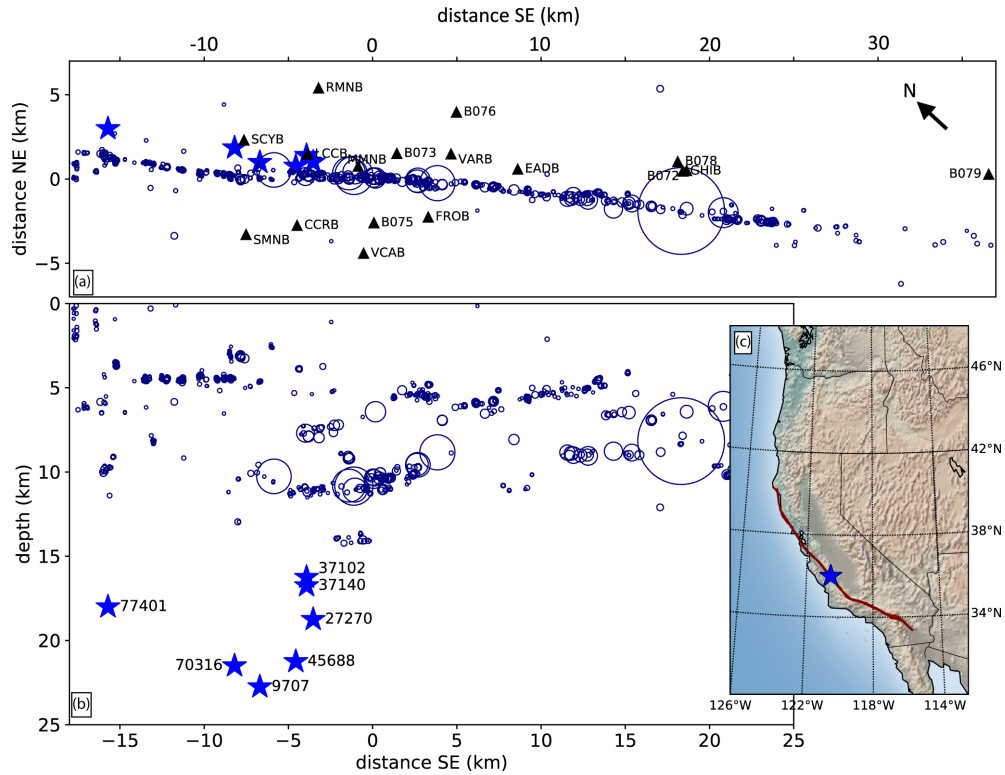 distance SE (km)
-10 0 10 20 30
distance NE (km)
5
0
−5
RMNB
B076
N
SCYB
LCCB
MMNB
B073
VARB
EADB
B078
GHIB
B072
B079
SMNB
CCRB
B075
FROB
VCAB
(a)
depth (km)
0
5
10
15
20
25
37102
37140
77401
27270
70316
45688
9707
(b)
−15 −10 −5 0 5 10 15 20 25
distance SE (km)
(c)
46°N
42°N
38°N
34°N
126°W 122°W 118°W 114°W